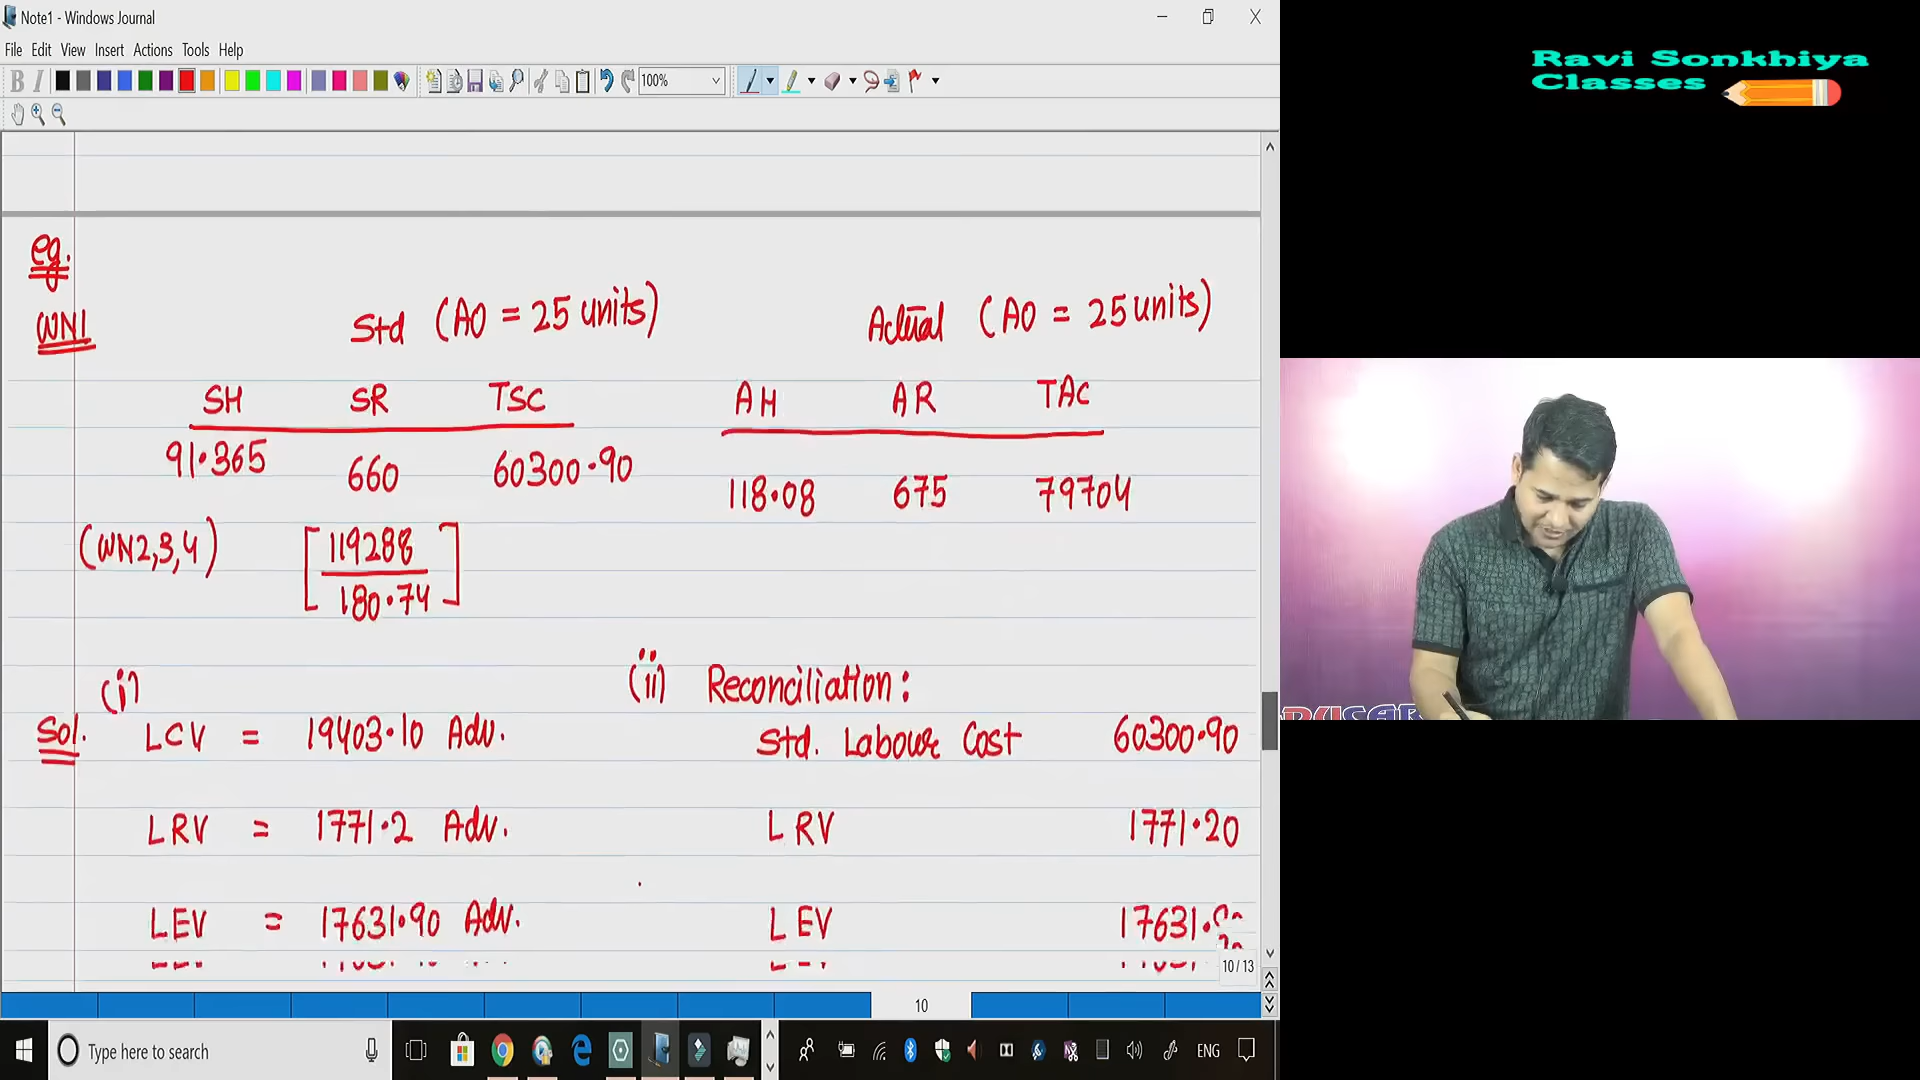 Note1 - Windows Journal
File Edit View Insert Actions Tools Help
B I 100%
Ravi Sonkhiya
Classes
eg.
WN1 Std (AO = 25 units) Actual (AO = 25 units)
SH SR TSC AH AR TAC
91.365 660 60300.90 118.08 675 79704
(WN2,3,4) [119288
180.74]
(i) (ii) Reconciliation:
Sol. LCV = 19403.10 Adv. Std. Labour Cost 60300.90
LRV = 1771.2 Adv. LRV 1771.20
LEV = 17631.90 Adv. LEV 17631.
10 / 13
10
Type here to search
ENG